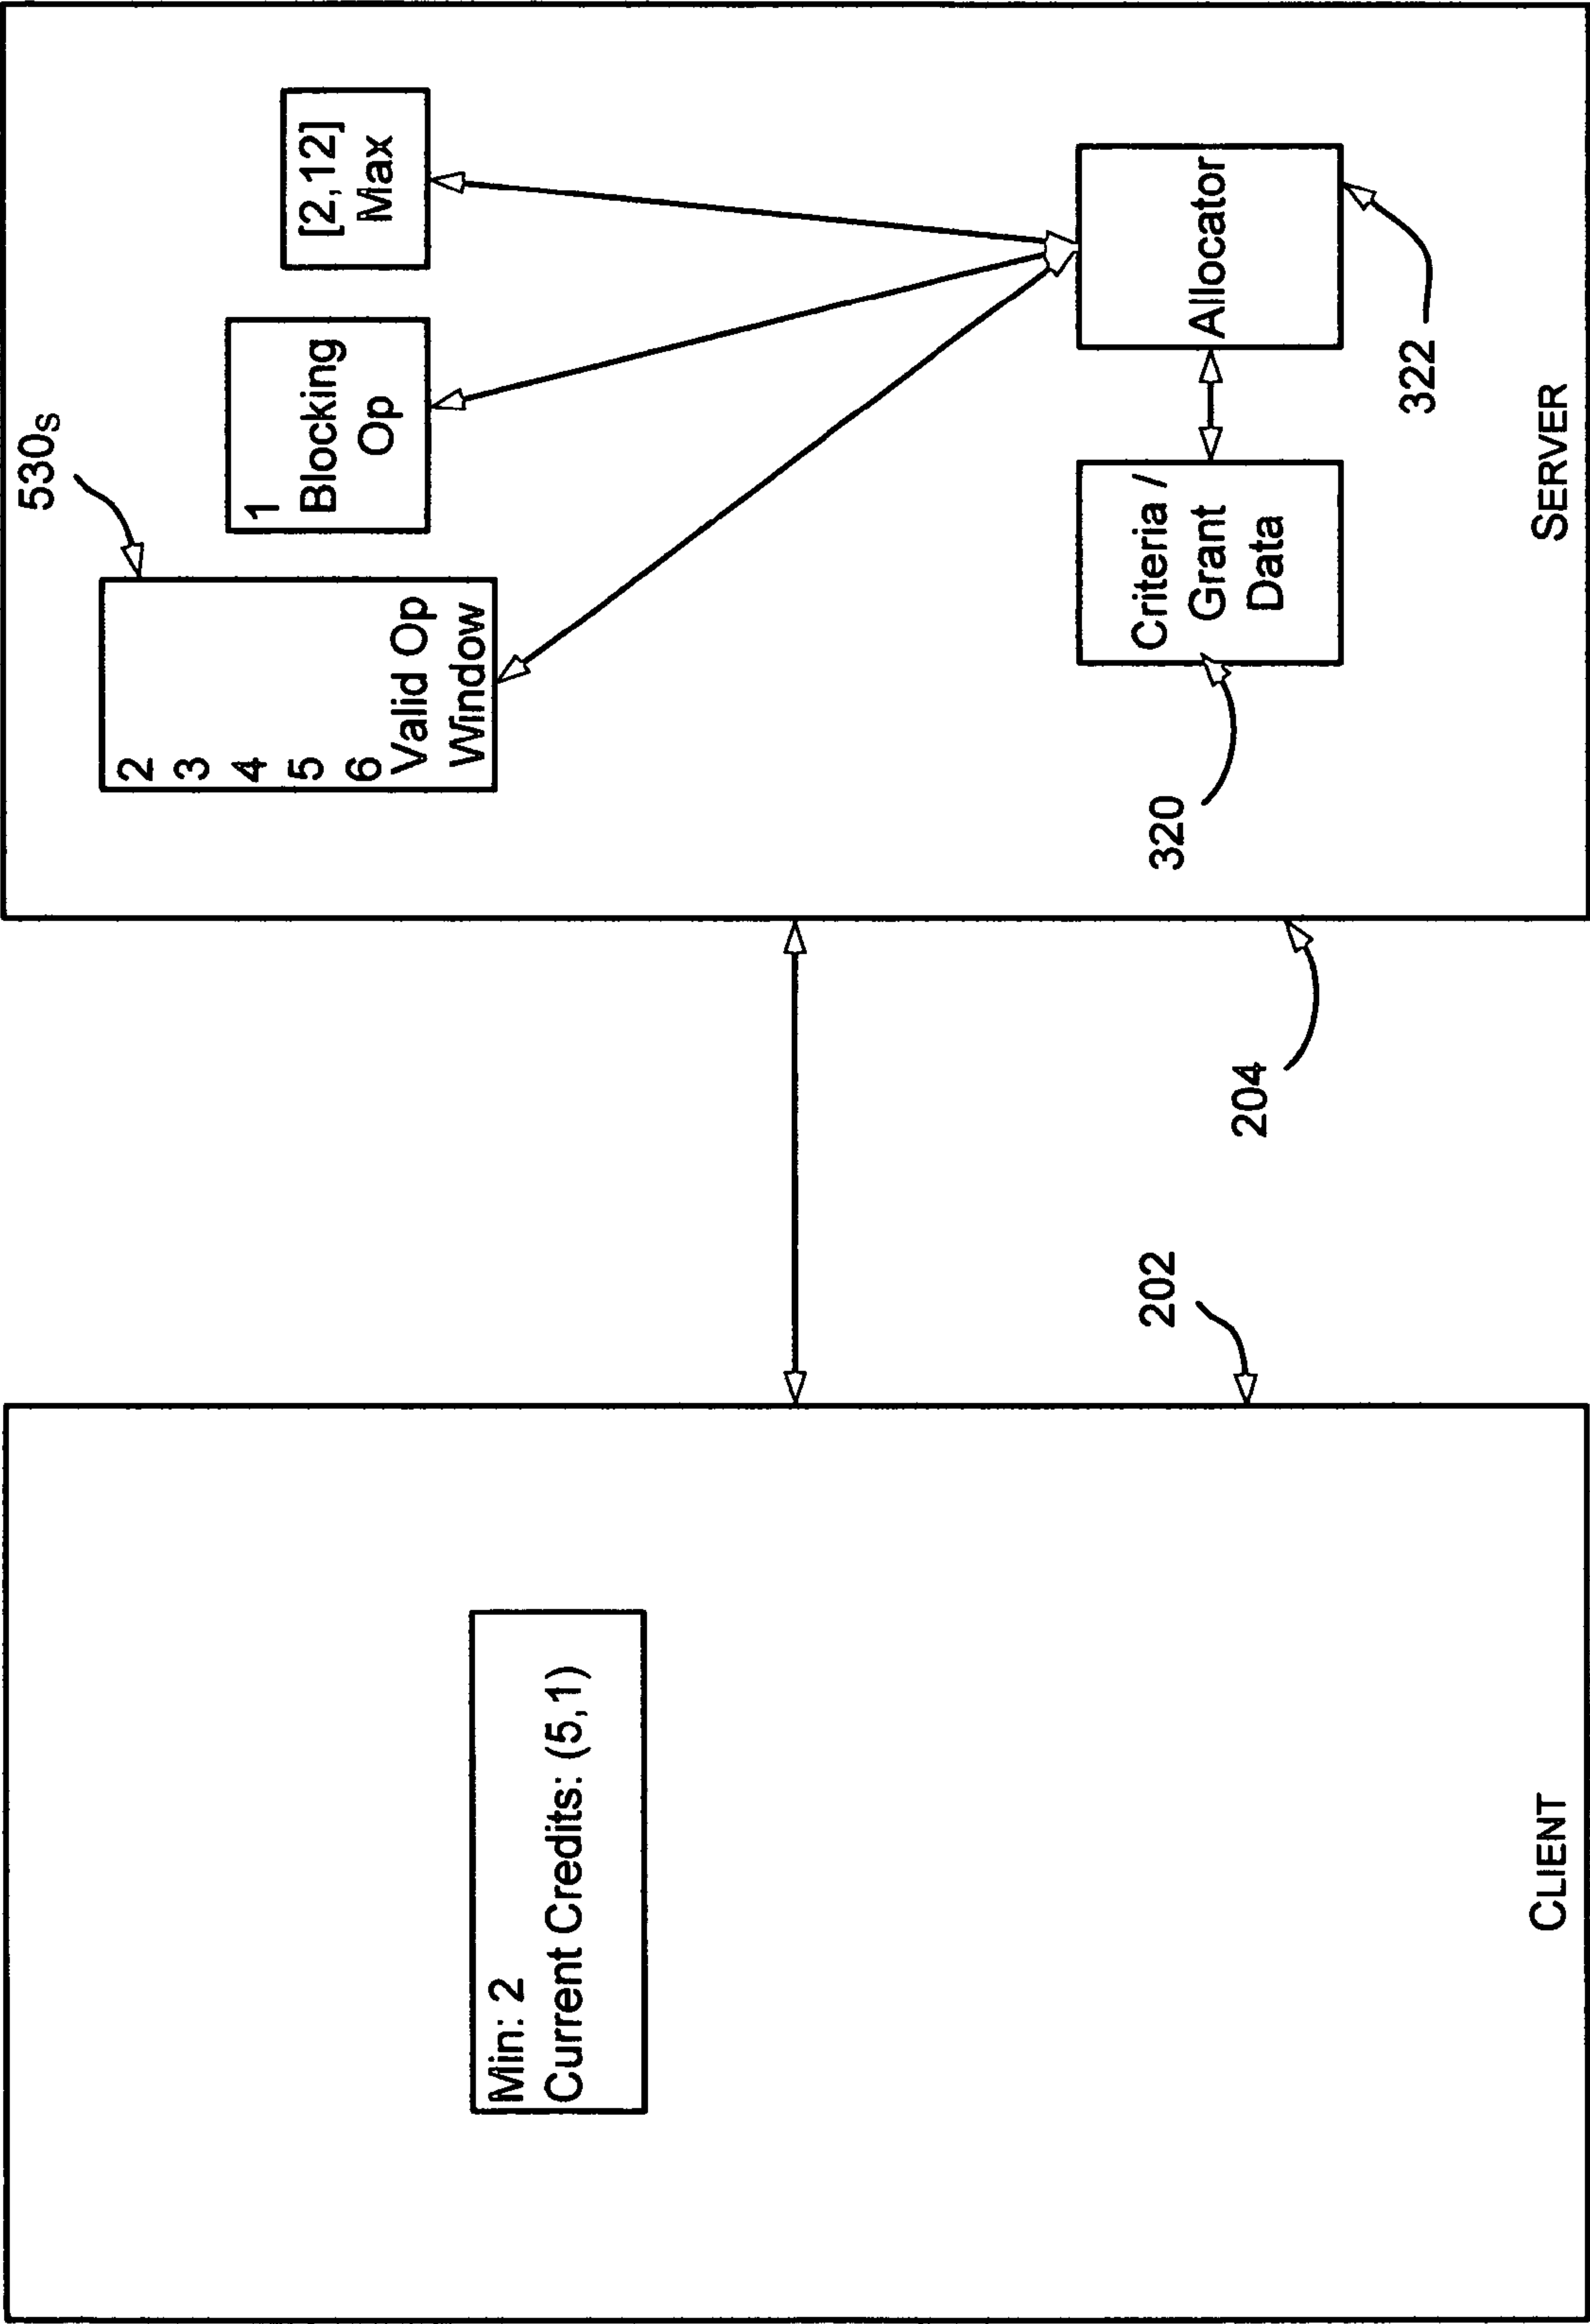 Min: 2
Current Credits: (5,1)
CLIENT
202
204
530S
2
3
4
5
6
Valid Op
Window
1
Blocking
Op
[2,12]
Max
320
Criteria /
Grant
Data
Allocator
322
SERVER